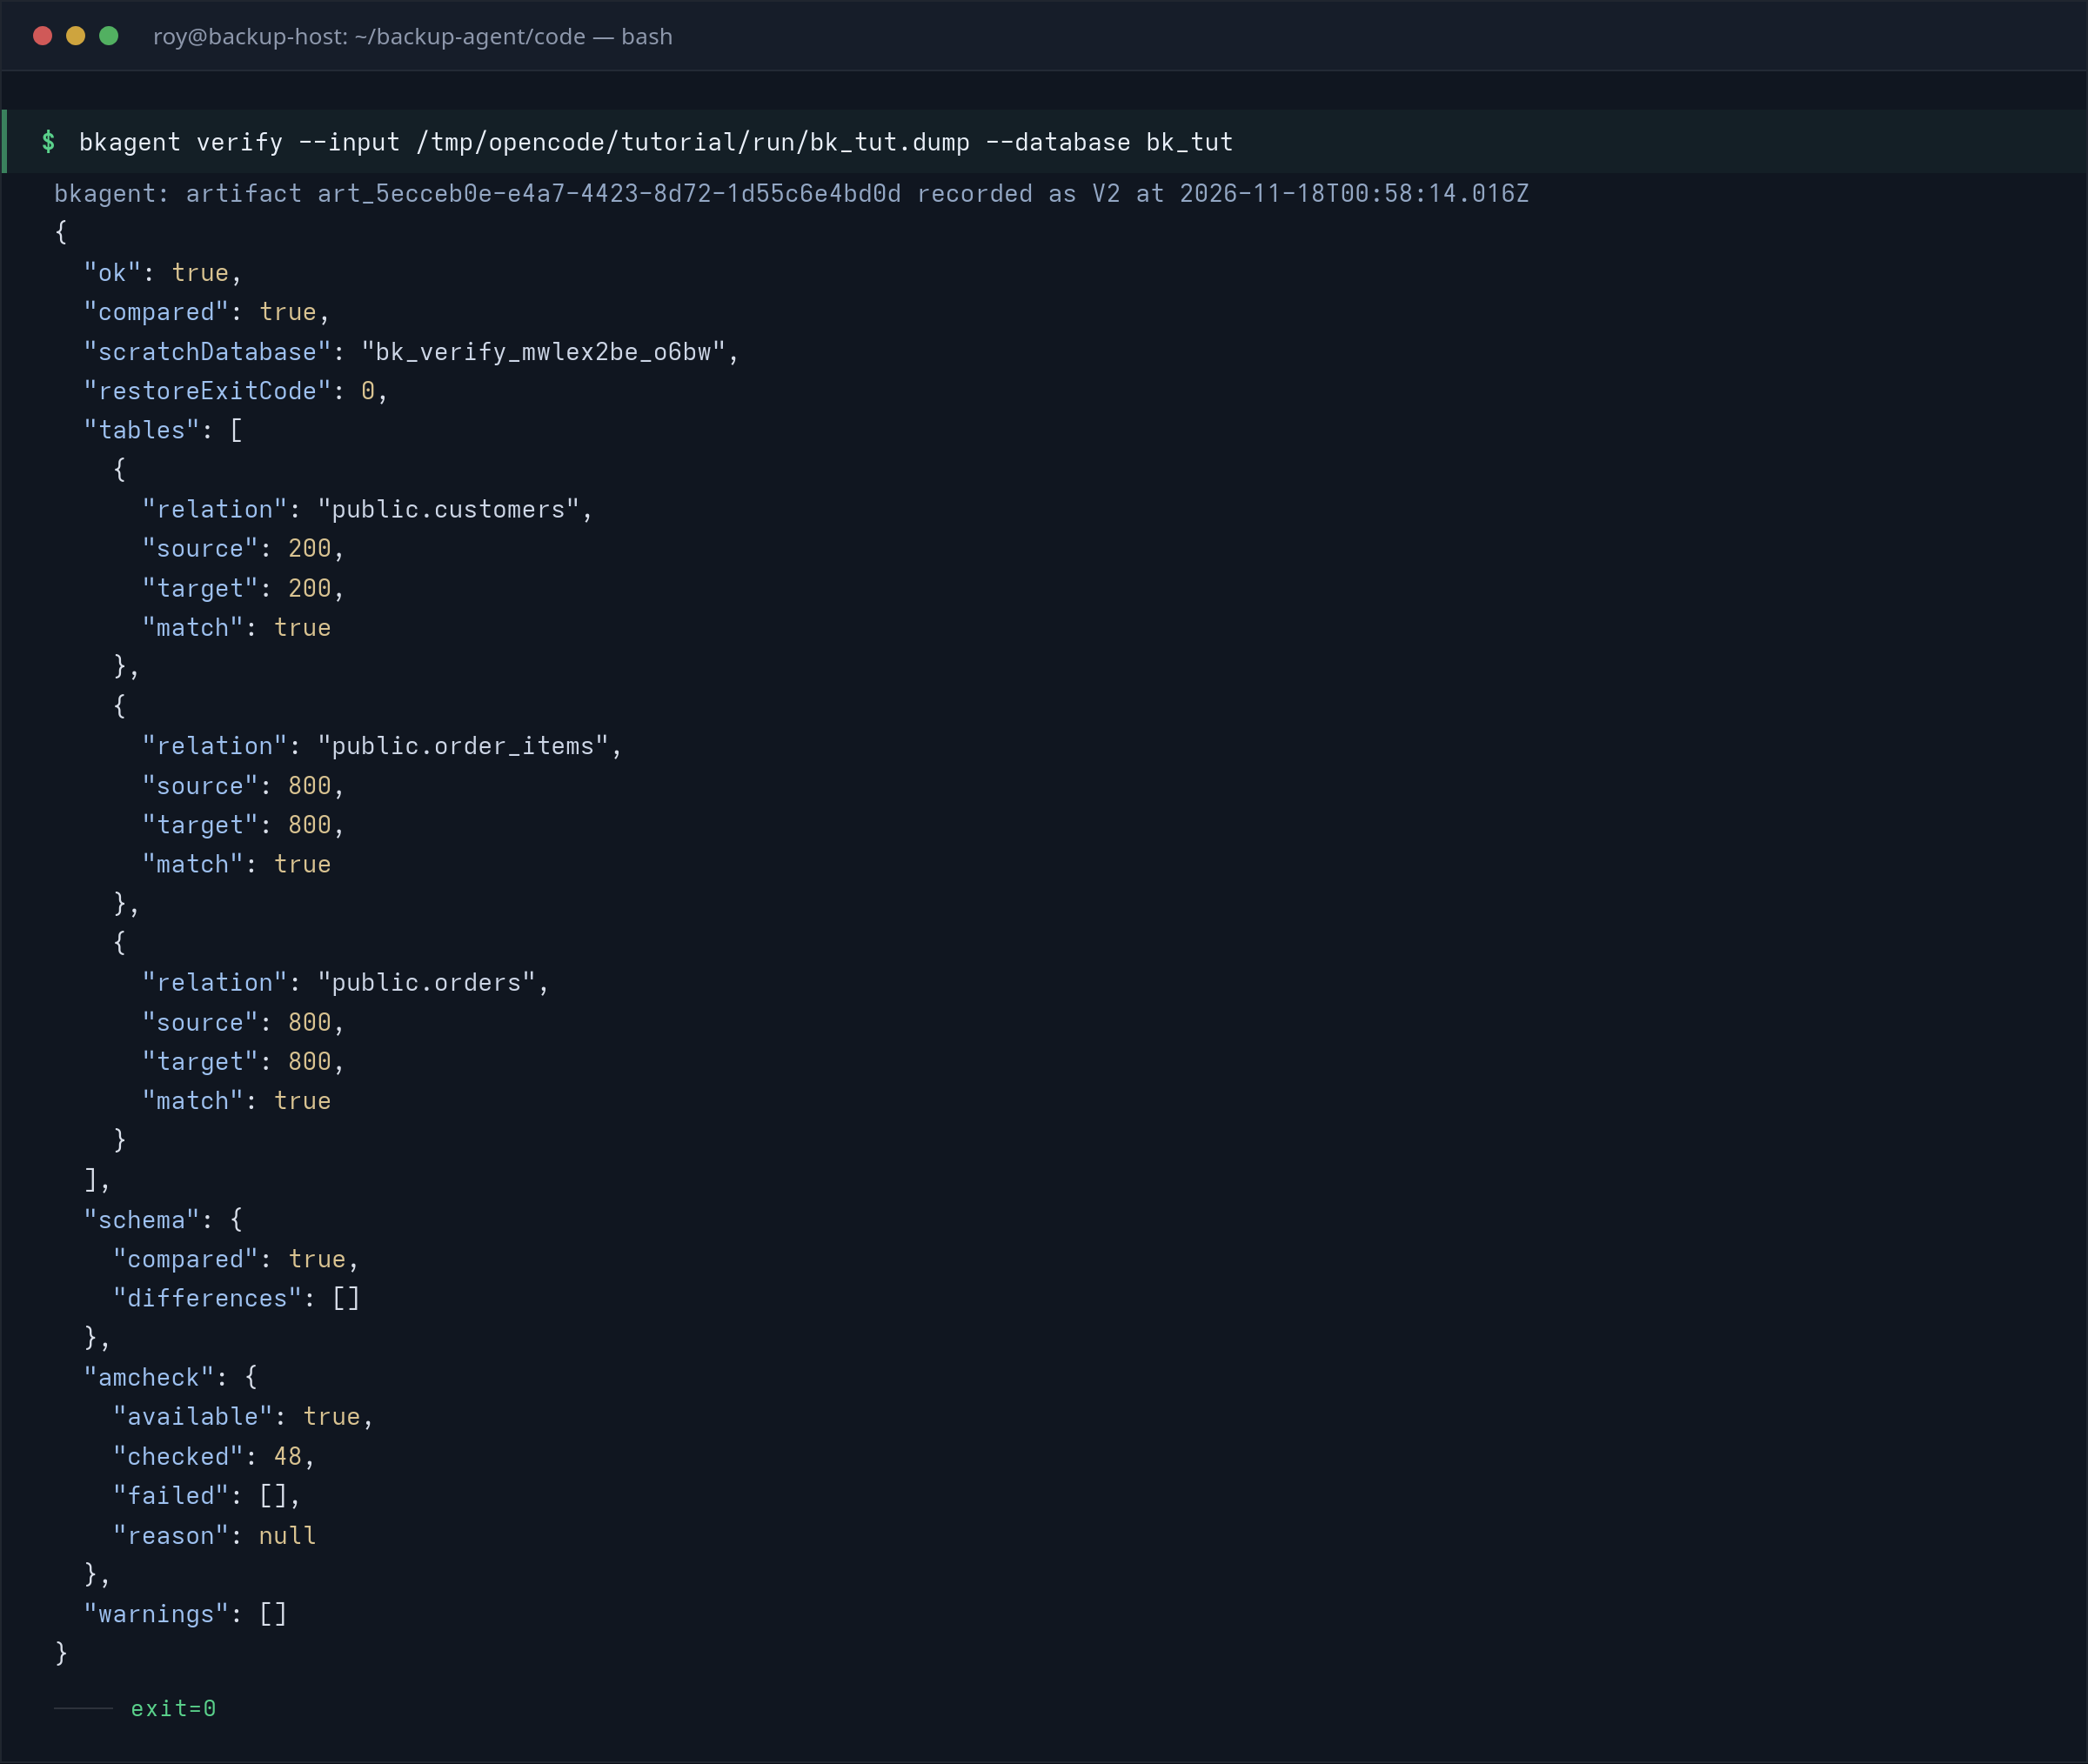 roy@backup-host: ~/backup-agent/code — bash
$ bkagent verify --input /tmp/opencode/tutorial/run/bk_tut.dump --database bk_tut
bkagent: artifact art_5ecceb0e-e4a7-4423-8d72-1d55c6e4bd0d recorded as V2 at 2026-11-18T00:58:14.016Z
{
  "ok": true,
  "compared": true,
  "scratchDatabase": "bk_verify_mwlex2be_o6bw",
  "restoreExitCode": 0,
  "tables": [
    {
      "relation": "public.customers",
      "source": 200,
      "target": 200,
      "match": true
    },
    {
      "relation": "public.order_items",
      "source": 800,
      "target": 800,
      "match": true
    },
    {
      "relation": "public.orders",
      "source": 800,
      "target": 800,
      "match": true
    }
  ],
  "schema": {
    "compared": true,
    "differences": []
  },
  "amcheck": {
    "available": true,
    "checked": 48,
    "failed": [],
    "reason": null
  },
  "warnings": []
}
exit=0